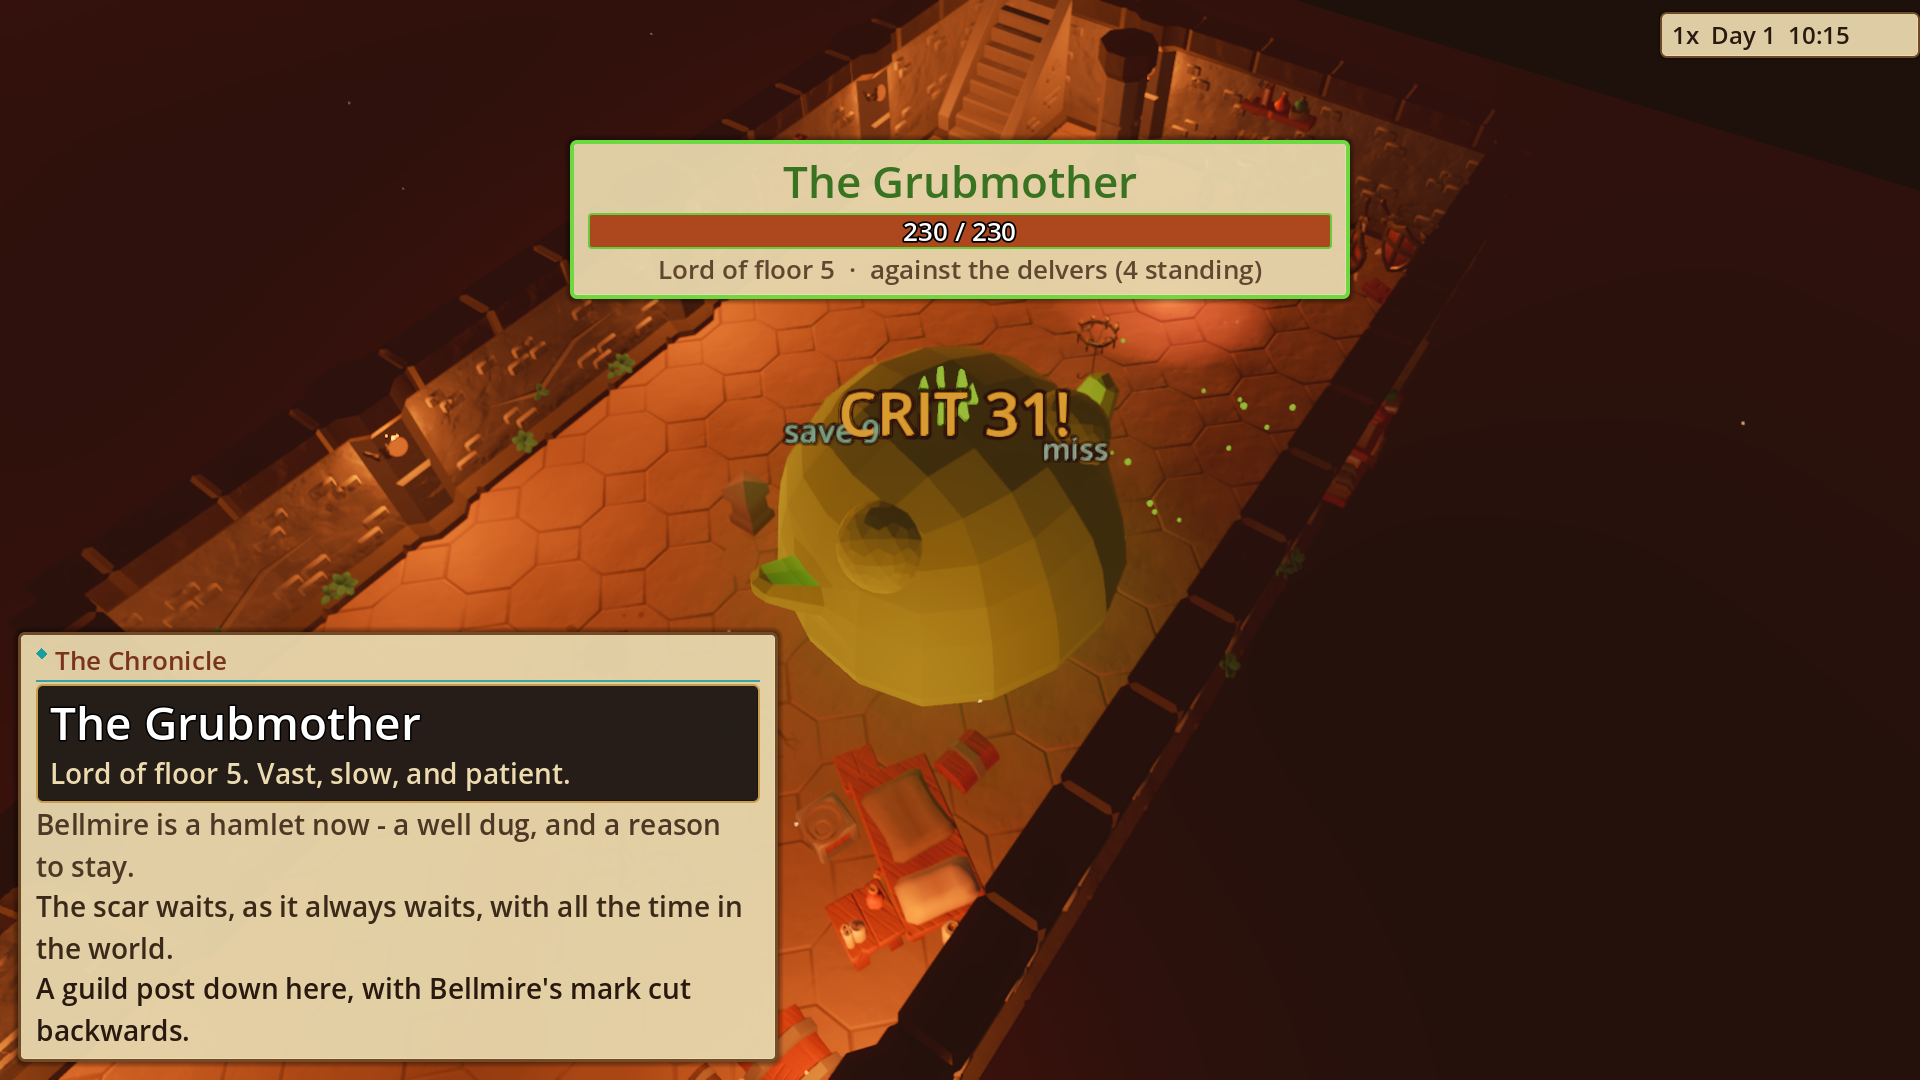 1x Day 1 10:15
The Grubmother
230 / 230
Lord of floor 5 · against the delvers (4 standing)
CRIT 31!
save 9
miss
The Chronicle
The Grubmother
Lord of floor 5. Vast, slow, and patient.
Bellmire is a hamlet now - a well dug, and a reason
to stay.
The scar waits, as it always waits, with all the time in
the world.
A guild post down here, with Bellmire's mark cut
backwards.